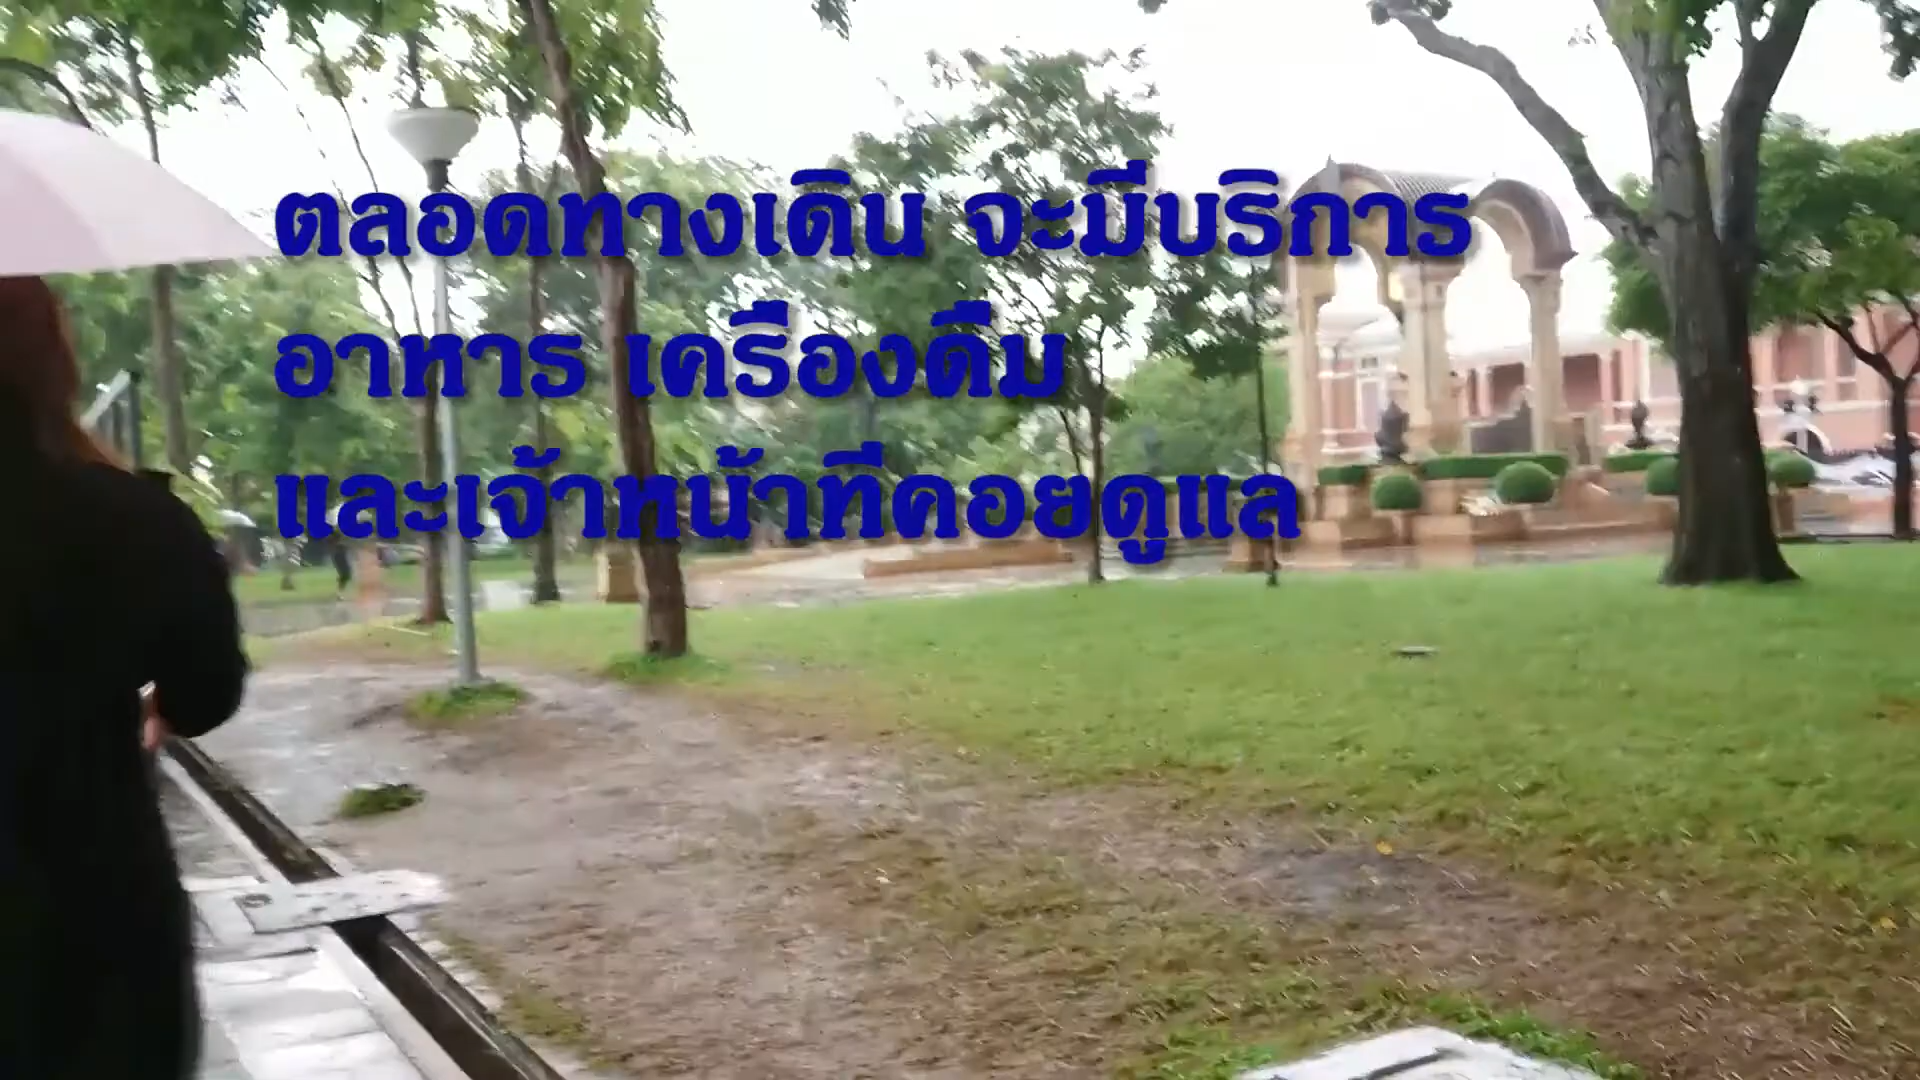 ตลอดทางเดิน จะมีบริการ
อาหาร เครื่องดื่ม
และเจ้าหน้าที่คอยดูแล